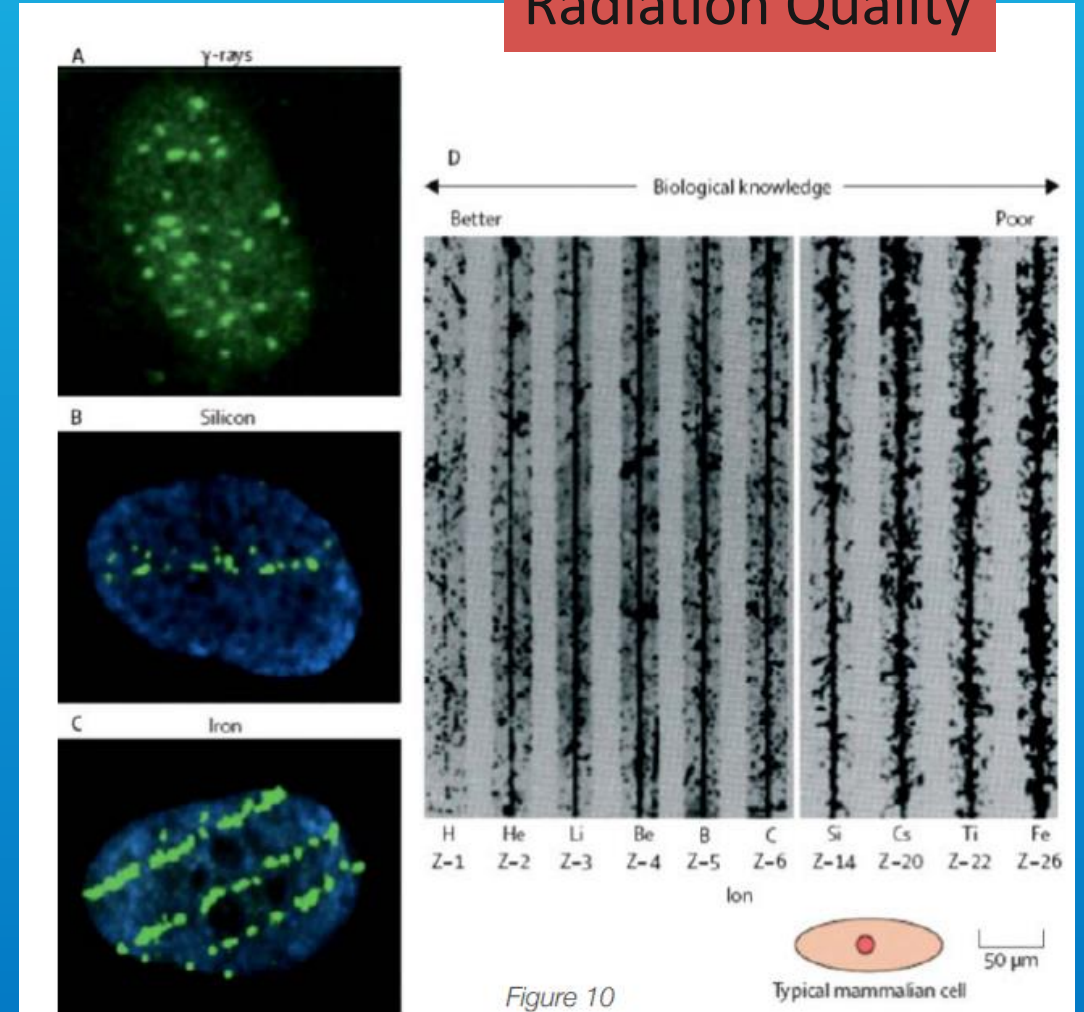 Radiation Quality
A
γ-rays
B
Silicon
C
Iron
D
Biological knowledge
Better Poor
H He Li Be B C Si Cs Ti Fe
Z–1 Z–2 Z–3 Z–4 Z–5 Z–6 Z–14 Z–20 Z–22 Z–26
Ion
50 μm
Typical mammalian cell
Figure 10